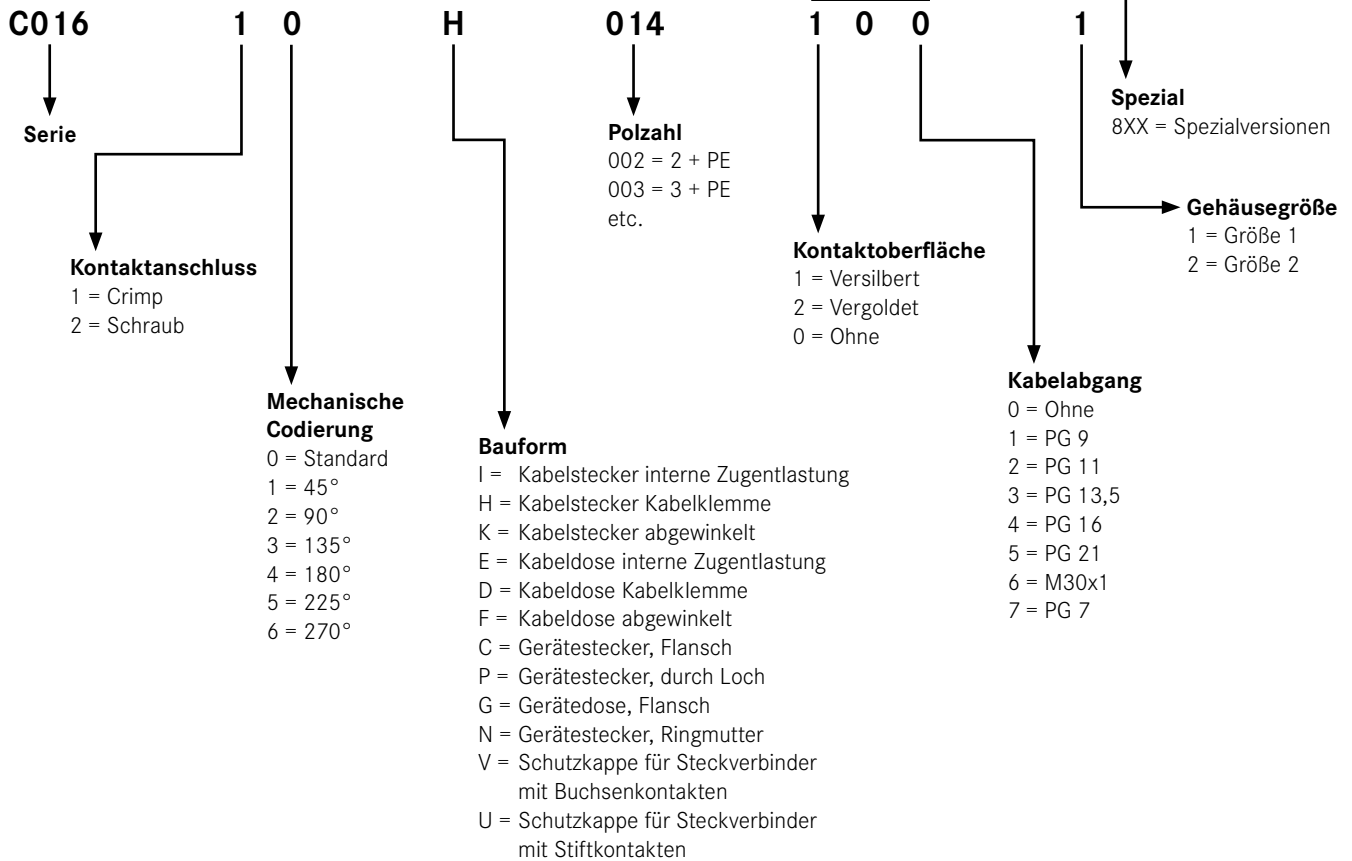 C016 1 0 H 014 1 0 0 1
Serie
Kontaktanschluss
1 = Crimp
2 = Schraub
Mechanische
Codierung
0 = Standard
1 = 45°
2 = 90°
3 = 135°
4 = 180°
5 = 225°
6 = 270°
Bauform
I = Kabelstecker interne Zugentlastung
H = Kabelstecker Kabelklemme
K = Kabelstecker abgewinkelt
E = Kabeldose interne Zugentlastung
D = Kabeldose Kabelklemme
F = Kabeldose abgewinkelt
C = Gerätestecker, Flansch
P = Gerätestecker, durch Loch
G = Gerätedose, Flansch
N = Gerätestecker, Ringmutter
V = Schutzkappe für Steckverbinder
mit Buchsenkontakten
U = Schutzkappe für Steckverbinder
mit Stiftkontakten
Polzahl
002 = 2 + PE
003 = 3 + PE
etc.
Kontaktoberfläche
1 = Versilbert
2 = Vergoldet
0 = Ohne
Kabelabgang
0 = Ohne
1 = PG 9
2 = PG 11
3 = PG 13,5
4 = PG 16
5 = PG 21
6 = M30x1
7 = PG 7
Gehäusegröße
1 = Größe 1
2 = Größe 2
Spezial
8XX = Spezialversionen